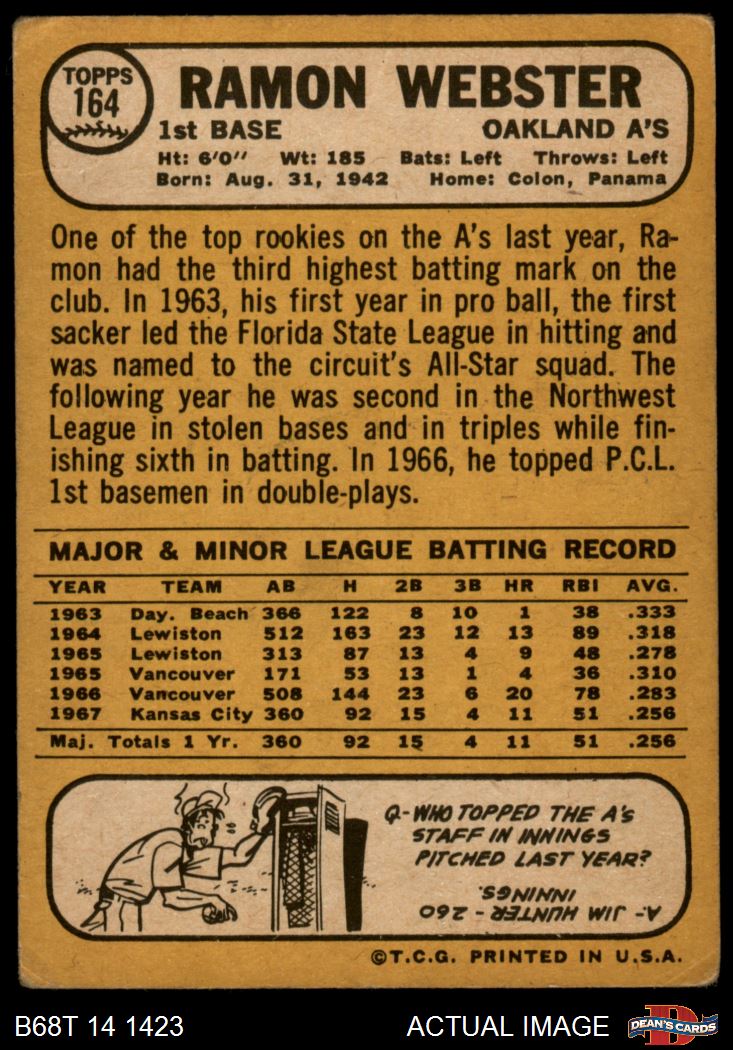 TOPPS
164
RAMON WEBSTER
1st BASE OAKLAND A'S
Ht: 6'0" Wt: 185 Bats: Left Throws: Left
Born: Aug. 31, 1942 Home: Colon, Panama
One of the top rookies on the A's last year, Ra-
mon had the third highest batting mark on the
club. In 1963, his first year in pro ball, the first
sacker led the Florida State League in hitting and
was named to the circuit's All-Star squad. The
following year he was second in the Northwest
League in stolen bases and in triples while fin-
ishing sixth in batting. In 1966, he topped P.C.L.
1st basemen in double-plays.
MAJOR & MINOR LEAGUE BATTING RECORD
YEAR TEAM AB H 2B 3B HR RBI AVG.
1963 Day. Beach 366 122 8 10 1 38 .333
1964 Lewiston 512 163 23 12 13 89 .318
1965 Lewiston 313 87 13 4 9 48 .278
1965 Vancouver 171 53 13 1 4 36 .310
1966 Vancouver 508 144 23 6 20 78 .283
1967 Kansas City 360 92 15 4 11 51 .256
Maj. Totals 1 Yr. 360 92 15 4 11 51 .256
Q-WHO TOPPED THE A'S
STAFF IN INNINGS
PITCHED LAST YEAR?
A- JIM HUNTER - 260
INNINGS.
©T.C.G. PRINTED IN U.S.A.
B68T 14 1423 ACTUAL IMAGE
D
DEAN'S CARDS